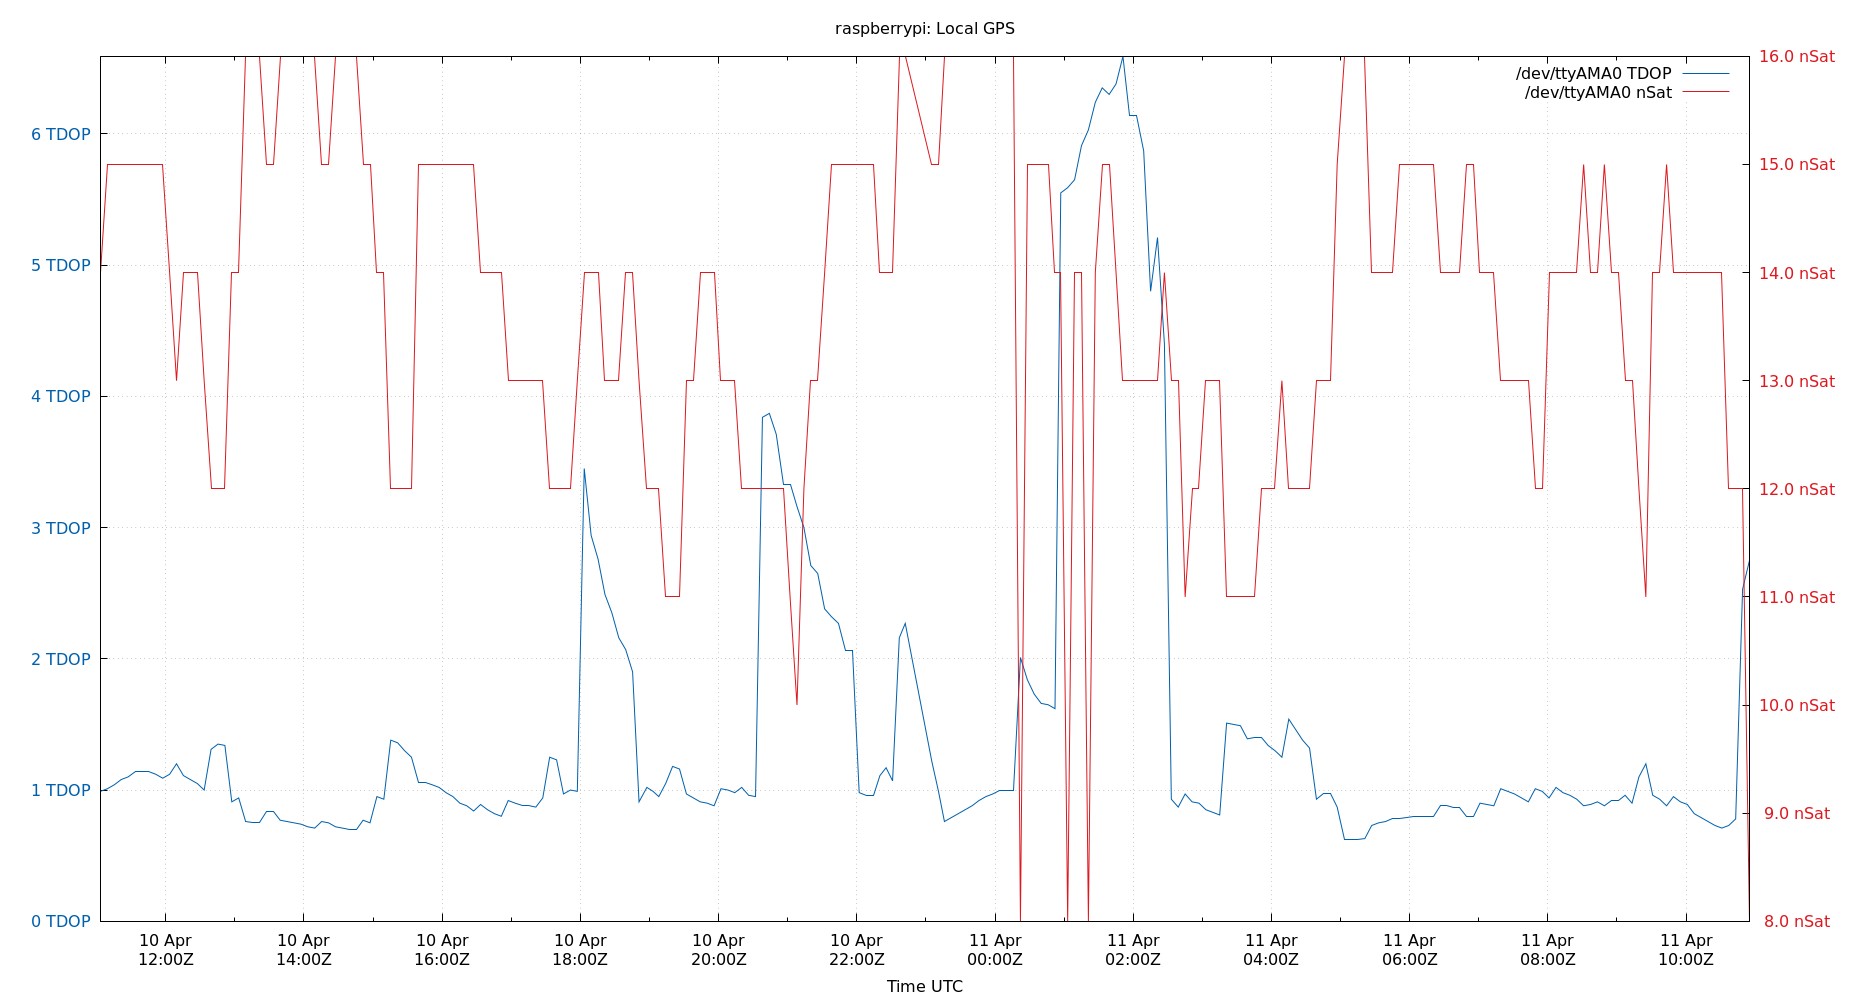 raspberrypi: Local GPS
/dev/ttyAMA0 TDOP
/dev/ttyAMA0 nSat
6 TDOP
5 TDOP
4 TDOP
3 TDOP
2 TDOP
1 TDOP
0 TDOP
16.0 nSat
15.0 nSat
14.0 nSat
13.0 nSat
12.0 nSat
11.0 nSat
10.0 nSat
9.0 nSat
8.0 nSat
10 Apr 10 Apr 10 Apr 10 Apr 10 Apr 10 Apr 11 Apr 11 Apr 11 Apr 11 Apr 11 Apr 11 Apr
12:00Z 14:00Z 16:00Z 18:00Z 20:00Z 22:00Z 00:00Z 02:00Z 04:00Z 06:00Z 08:00Z 10:00Z
Time UTC